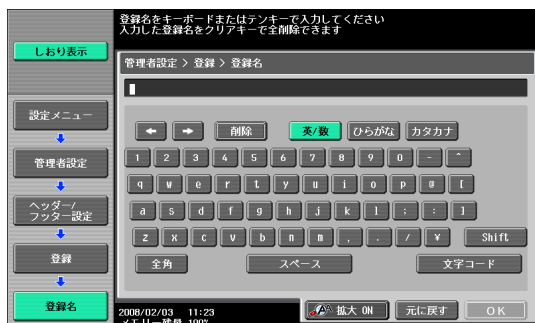 登録名をキーボードまたはテンキーで入力してください
入力した登録名をクリアキーで全削除できます
しおり表示
管理者設定 > 登録 > 登録名
設定メニュー
管理者設定
ヘッダー/
フッター設定
登録
登録名
← → 削除 英/数 ひらがな カタカナ
1 2 3 4 5 6 7 8 9 0 - ^
q w e r t y u i o p @ [
a s d f g h j k l ; : ]
z x c v b n m , . / ¥ Shift
全角 スペース 文字コード
2008/02/03 11:23
メモリー残量 100%
拡大 ON 元に戻す OK